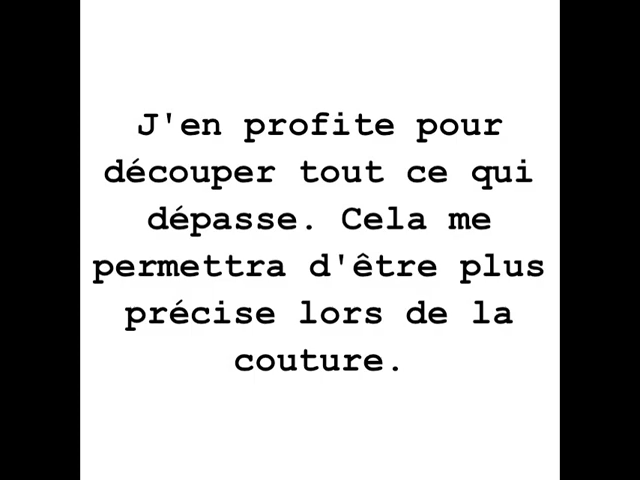 J'en profite pour
découper tout ce qui
dépasse. Cela me
permettra d'être plus
précise lors de la
couture.